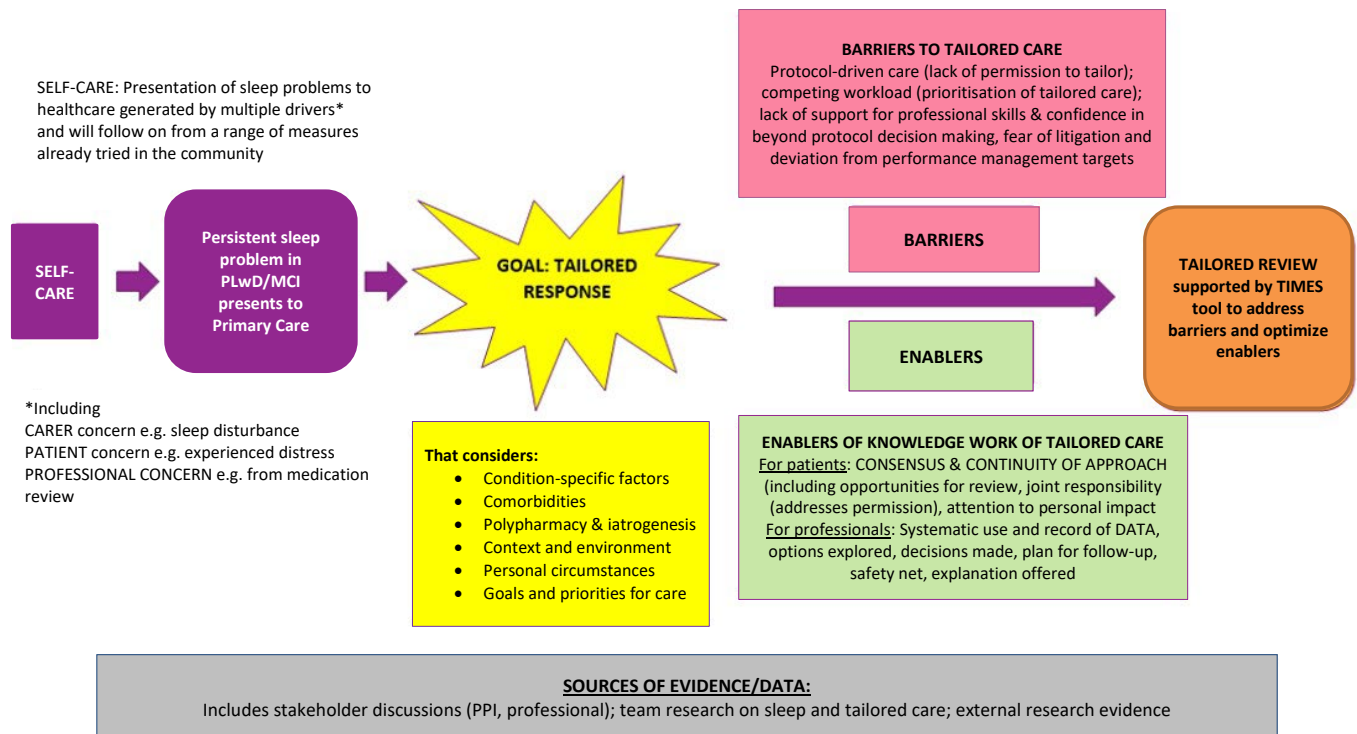 SELF-CARE: Presentation of sleep problems to
healthcare generated by multiple drivers*
and will follow on from a range of measures
already tried in the community
SELF-
CARE
Persistent sleep
problem in
PLwD/MCI
presents to
Primary Care
*Including
CARER concern e.g. sleep disturbance
PATIENT concern e.g. experienced distress
PROFESSIONAL CONCERN e.g. from medication
review
GOAL: TAILORED
RESPONSE
That considers:
• Condition-specific factors
• Comorbidities
• Polypharmacy & iatrogenesis
• Context and environment
• Personal circumstances
• Goals and priorities for care
BARRIERS TO TAILORED CARE
Protocol-driven care (lack of permission to tailor);
competing workload (prioritisation of tailored care);
lack of support for professional skills & confidence in
beyond protocol decision making, fear of litigation and
deviation from performance management targets
BARRIERS
ENABLERS
ENABLERS OF KNOWLEDGE WORK OF TAILORED CARE
For patients: CONSENSUS & CONTINUITY OF APPROACH
(including opportunities for review, joint responsibility
(addresses permission), attention to personal impact
For professionals: Systematic use and record of DATA,
options explored, decisions made, plan for follow-up,
safety net, explanation offered
TAILORED REVIEW
supported by TIMES
tool to address
barriers and optimize
enablers
SOURCES OF EVIDENCE/DATA:
Includes stakeholder discussions (PPI, professional); team research on sleep and tailored care; external research evidence